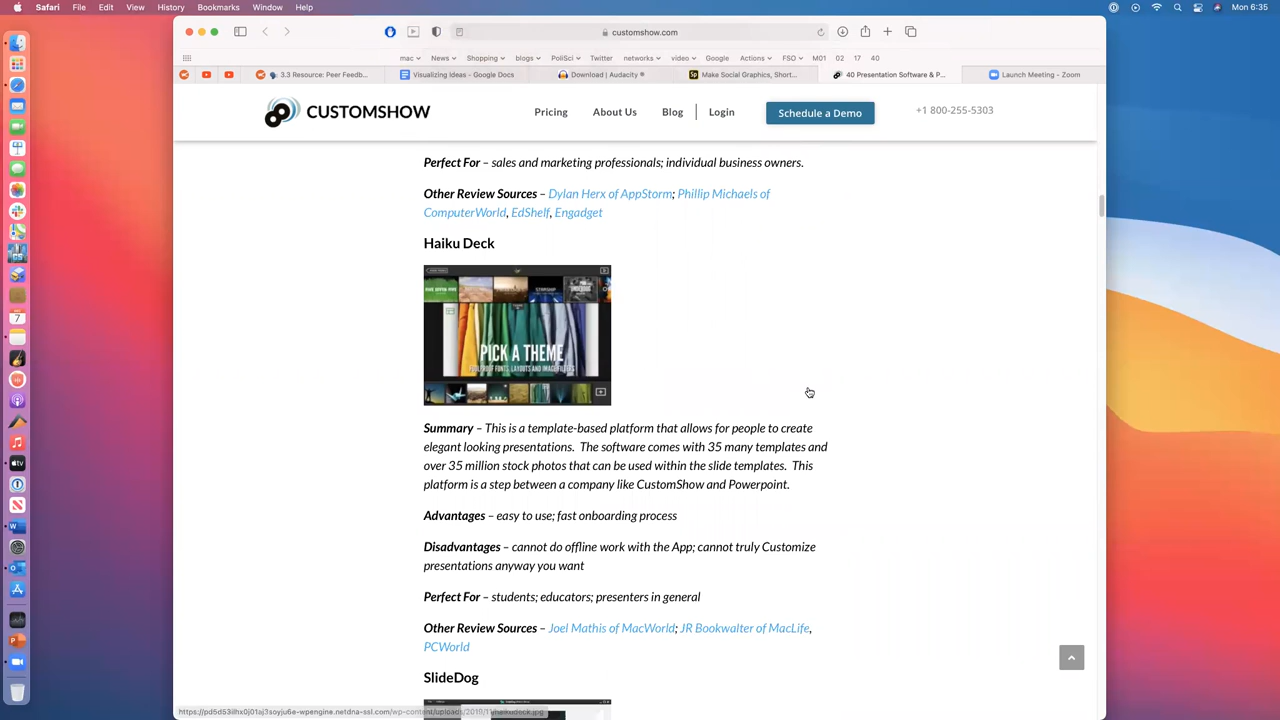 Safari File Edit View History Bookmarks Window Help Mon 6:35
customshow.com
mac News Shopping blogs PoliSci Twitter networks video Google Actions FSO M01 02 17 40
3.3 Resource: Peer Feedb... Visualizing Ideas - Google Docs Download | Audacity ® Make Social Graphics, Short... 40 Presentation Software & P... Launch Meeting - Zoom
CUSTOMSHOW Pricing About Us Blog Login Schedule a Demo +1 800-255-5303
Perfect For – sales and marketing professionals; individual business owners.
Other Review Sources – Dylan Herx of AppStorm; Phillip Michaels of
ComputerWorld, EdShelf, Engadget
Haiku Deck
PICK A THEME
Summary – This is a template-based platform that allows for people to create
elegant looking presentations. The software comes with 35 many templates and
over 35 million stock photos that can be used within the slide templates. This
platform is a step between a company like CustomShow and Powerpoint.
Advantages – easy to use; fast onboarding process
Disadvantages – cannot do offline work with the App; cannot truly Customize
presentations anyway you want
Perfect For – students; educators; presenters in general
Other Review Sources – Joel Mathis of MacWorld; JR Bookwalter of MacLife,
PCWorld
SlideDog